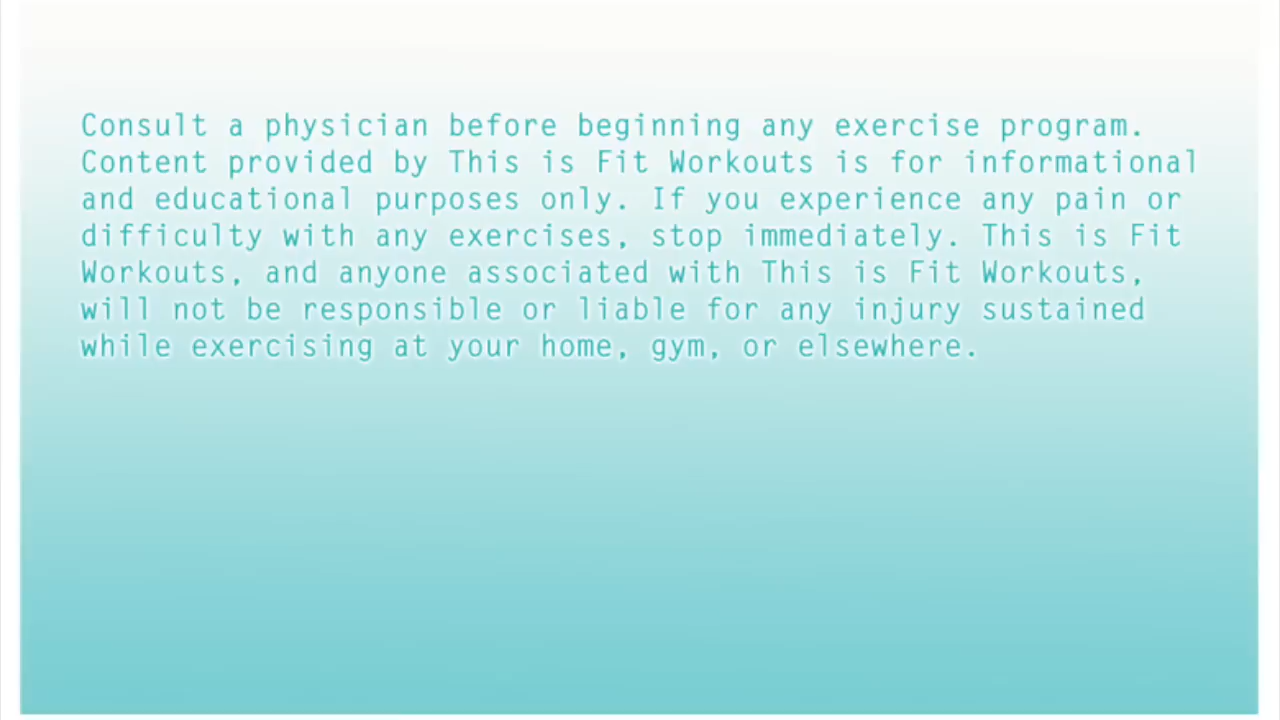 Consult a physician before beginning any exercise program.
Content provided by This is Fit Workouts is for informational
and educational purposes only. If you experience any pain or
difficulty with any exercises, stop immediately. This is Fit
Workouts, and anyone associated with This is Fit Workouts,
will not be responsible or liable for any injury sustained
while exercising at your home, gym, or elsewhere.